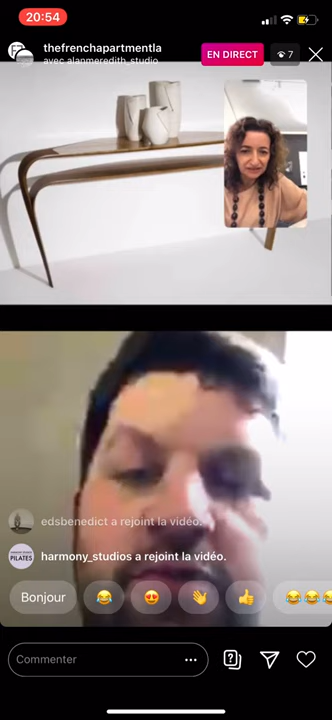 20:54
thefrenchapartmentla
avec alanmeredith_studio
EN DIRECT
7
edsbenedict a rejoint la vidéo.
PILATES
harmony_studios a rejoint la vidéo.
Bonjour
Commenter